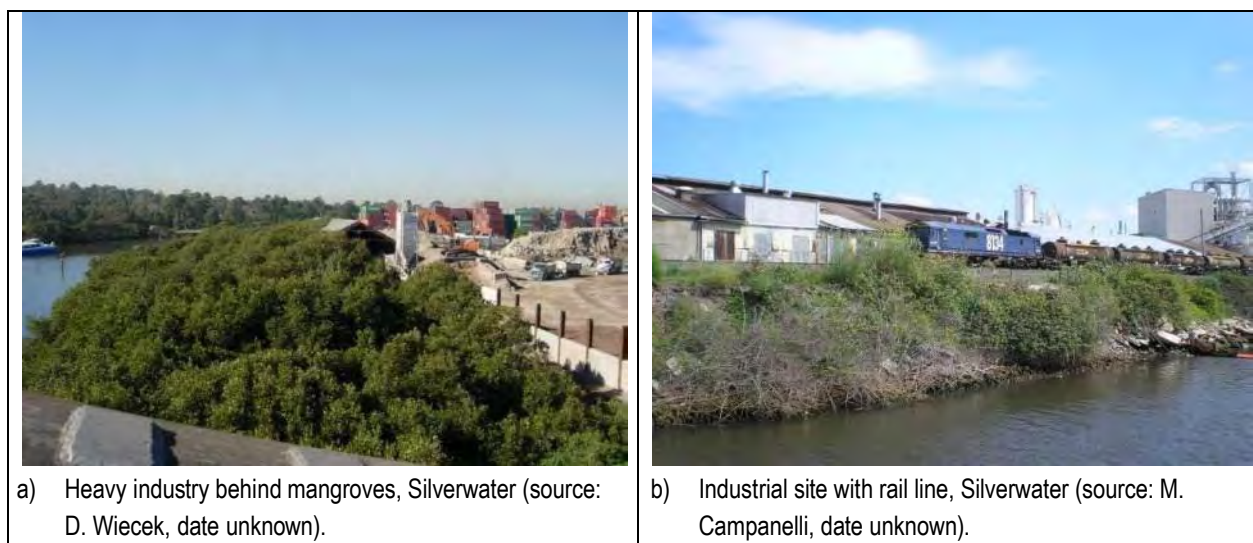 8134
a) Heavy industry behind mangroves, Silverwater (source:
D. Wiecek, date unknown).
b) Industrial site with rail line, Silverwater (source: M.
Campanelli, date unknown).